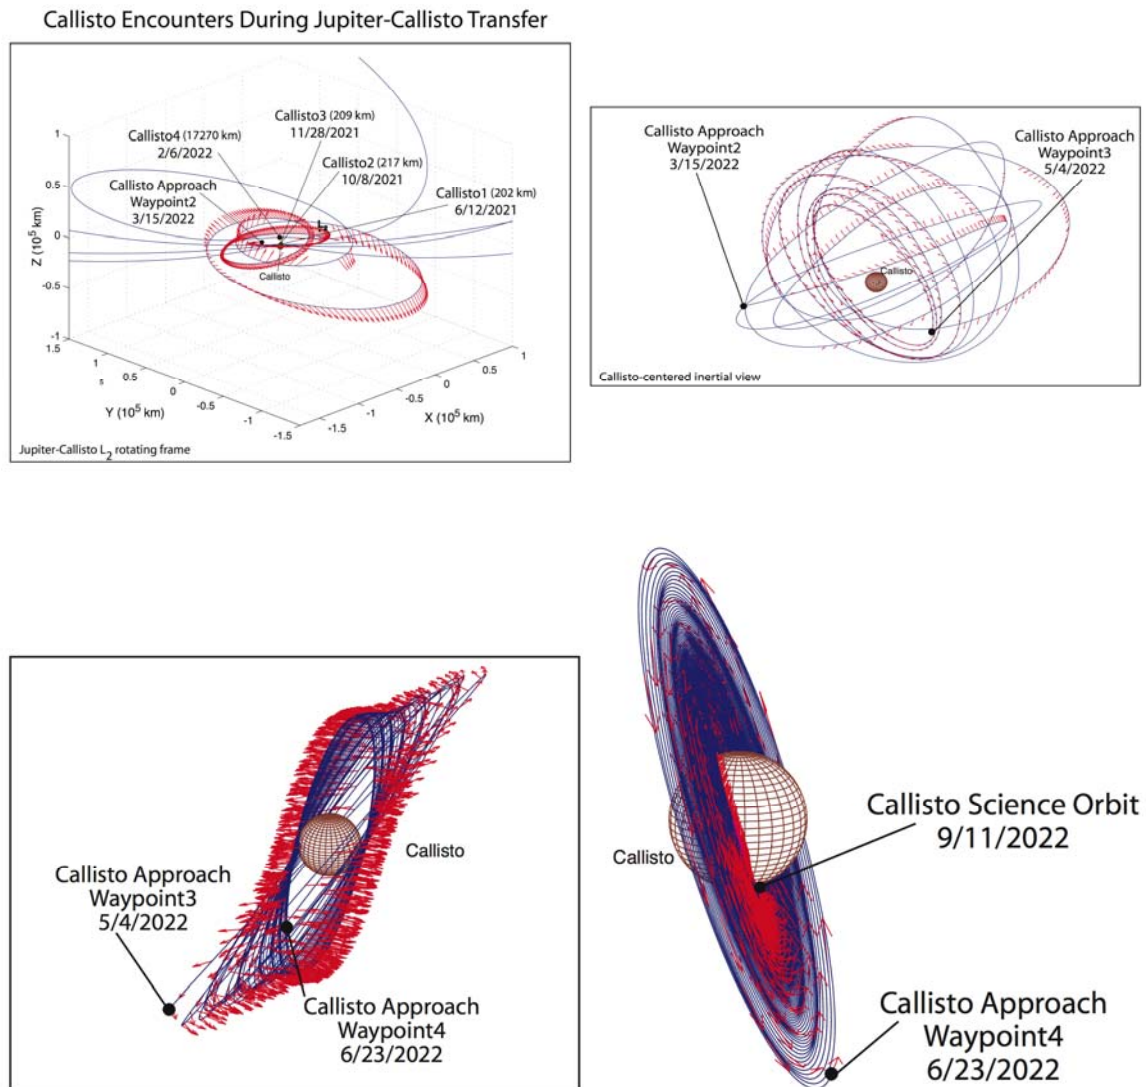 Callisto Encounters During Jupiter-Callisto Transfer
Callisto3 (209 km)
11/28/2021
Callisto4 (17270 km)
2/6/2022
Callisto2 (217 km)
10/8/2021
Callisto Approach
Waypoint2
3/15/2022
Callisto1 (202 km)
6/12/2021
L2
Callisto
Z (10^5 km)
1
0.5
0
-0.5
-1
1.5
1
s
0.5
0
-0.5
-1
-1.5
Y (10^5 km)
1
0.5
0
-0.5
-1
-1.5
X (10^5 km)
Jupiter-Callisto L2 rotating frame
Callisto Approach
Waypoint2
3/15/2022
Callisto Approach
Waypoint3
5/4/2022
Callisto
Callisto-centered inertial view
Callisto
Callisto Approach
Waypoint3
5/4/2022
Callisto Approach
Waypoint4
6/23/2022
Callisto Science Orbit
9/11/2022
Callisto
Callisto Approach
Waypoint4
6/23/2022